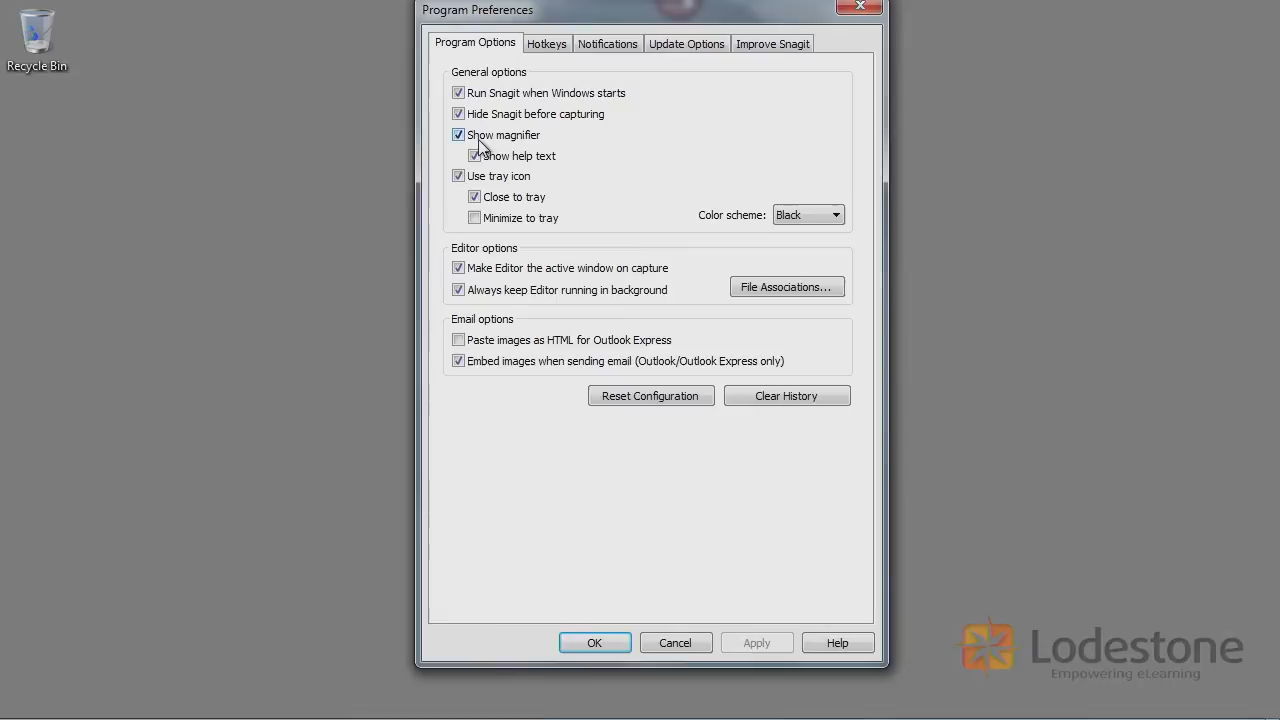 Program Preferences
Recycle Bin
Program Options
Hotkeys
Notifications
Update Options
Improve Snagit
General options
Run Snagit when Windows starts
Hide Snagit before capturing
Show magnifier
Show help text
Use tray icon
Close to tray
Minimize to tray
Color scheme:
Black
Editor options
Make Editor the active window on capture
Always keep Editor running in background
File Associations...
Email options
Paste images as HTML for Outlook Express
Embed images when sending email (Outlook/Outlook Express only)
Reset Configuration
Clear History
OK
Cancel
Apply
Help
Lodestone
Empowering eLearning